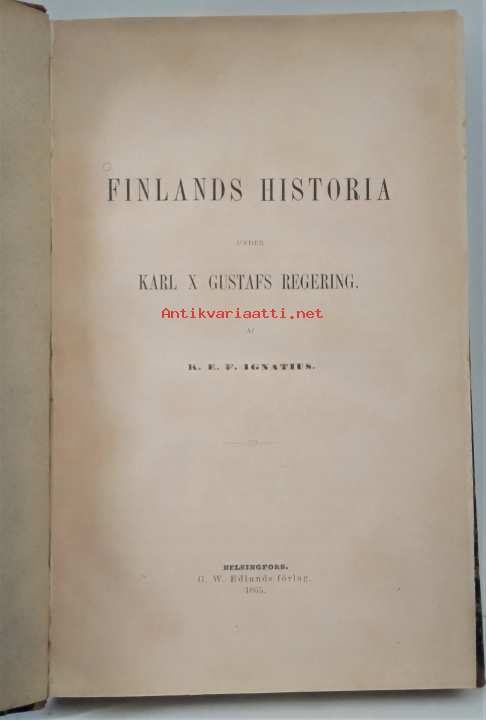 FINLANDS HISTORIA
UNDER
KARL X GUSTAFS REGERING.
Antikvariaatti.net
AF
K. E. F. IGNATIUS.
HELSINGFORS.
G. W. Edlunds förlag.
1865.